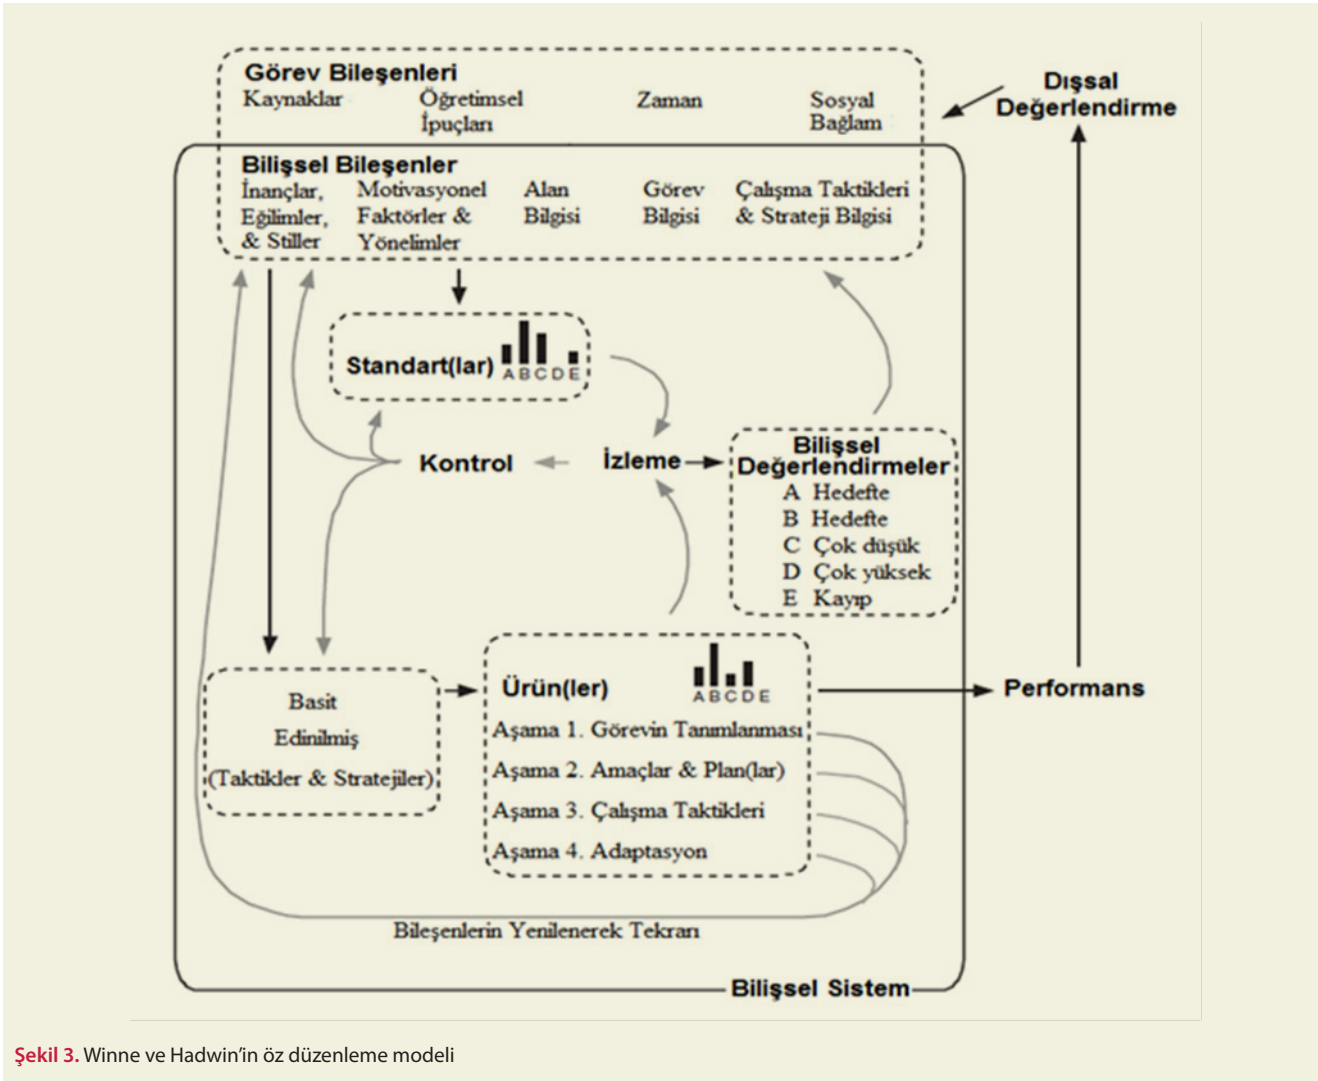 Görev Bileşenleri
Kaynaklar
Öğretimsel
İpuçları
Zaman
Sosyal
Bağlam
Dışsal
Değerlendirme
Bilişsel Bileşenler
İnançlar,
Eğilimler,
& Stiller
Motivasyonel
Faktörler &
Yönelimler
Alan
Bilgisi
Görev
Bilgisi
Çalışma Taktikleri
& Strateji Bilgisi
Standart(lar)
A B C D E
Kontrol
İzleme
Bilişsel
Değerlendirmeler
A Hedefte
B Hedefte
C Çok düşük
D Çok yüksek
E Kayıp
Basit
Edinilmiş
(Taktikler & Stratejiler)
Ürün(ler)
A B C D E
Aşama 1. Görevin Tanımlanması
Aşama 2. Amaçlar & Plan(lar)
Aşama 3. Çalışma Taktikleri
Aşama 4. Adaptasyon
Performans
Bileşenlerin Yenilenerek Tekrarı
Bilişsel Sistem
Şekil 3. Winne ve Hadwin’in öz düzenleme modeli